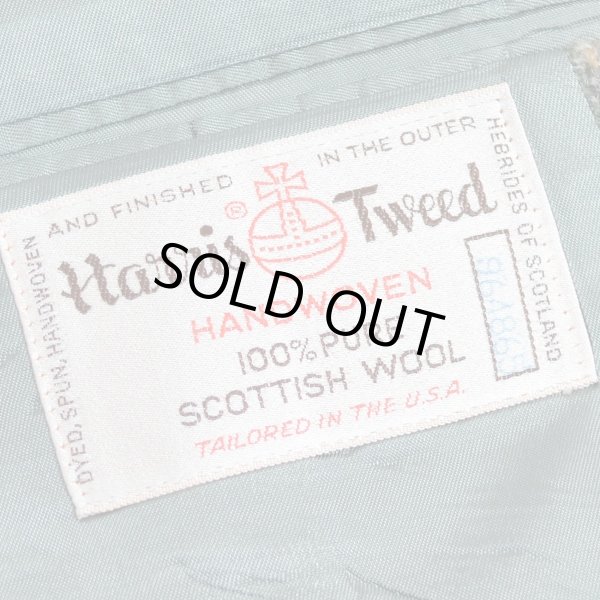 DYED, SPUN, HANDWOVEN
AND FINISHED
IN THE OUTER
HEBRIDES OF SCOTLAND
Harris ® Tweed
SOLD OUT
HANDWOVEN
100% PURE
SCOTTISH WOOL
TAILORED IN THE U.S.A.